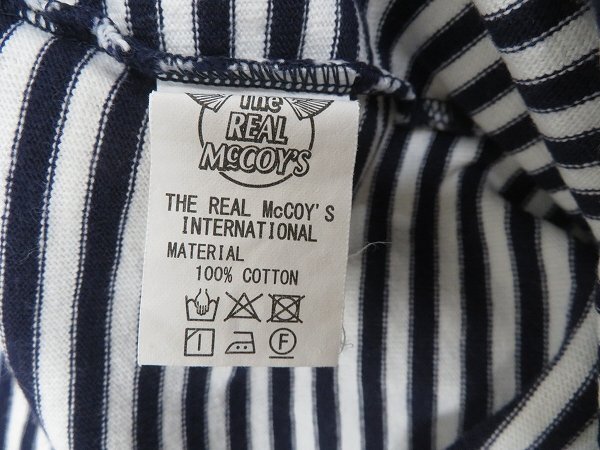 The
REAL
McCOY'S
THE REAL McCOY'S
INTERNATIONAL
MATERIAL
100% COTTON
F